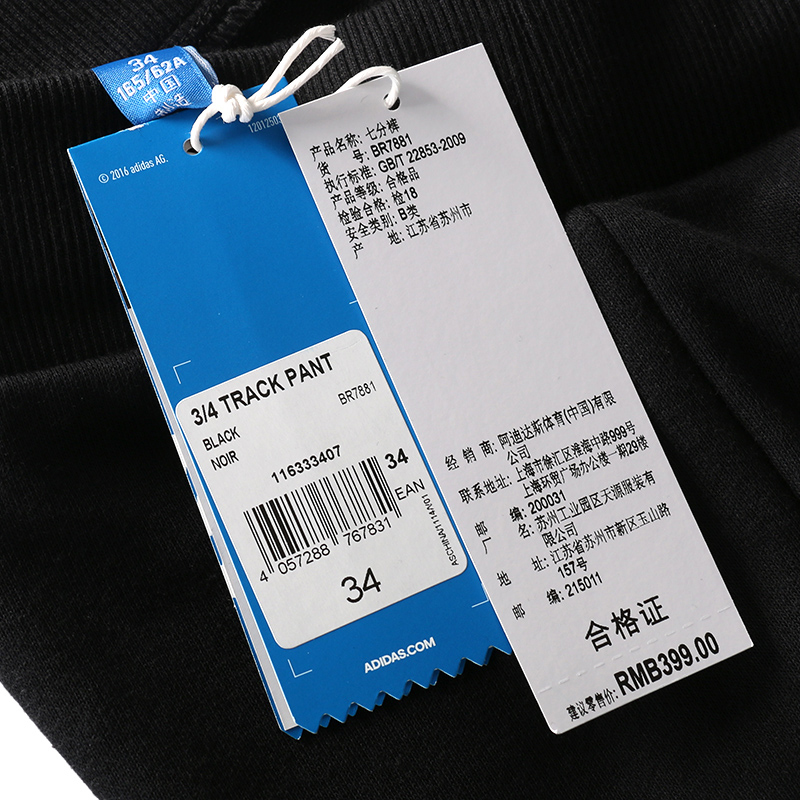 34
165/62A
中国
制造
© 2016 adidas AG.
3/4 TRACK PANT
BR7881
BLACK
NOIR
116333407
34
EAN
4 057288 767831
34
ADIDAS.COM
产品名称: 七分裤
货 号: BR7881
执行标准: GB/T 22853-2009
产品等级: 合格品
检验合格: 检18
安全类别: B类
产 地: 江苏省苏州市
经 销 商: 阿迪达斯体育(中国)有限
公司
联系地址: 上海市徐汇区淮海中路999号
上海环贸广场办公楼一期29楼
邮 编: 200031
厂 名: 苏州工业园区天源服装有
限公司
地 址: 江苏省苏州市新区玉山路
157号
邮 编: 215011
合格证
建议零售价: RMB399.00